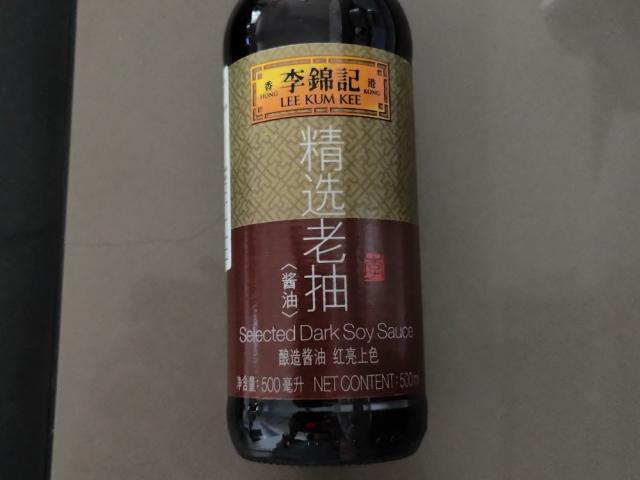 香 李錦記 港
HONG LEE KUM KEE KONG
精选老抽
〈酱油〉
Selected Dark Soy Sauce
酿造酱油 红亮上色
净含量:500毫升 NET CONTENT:500ml